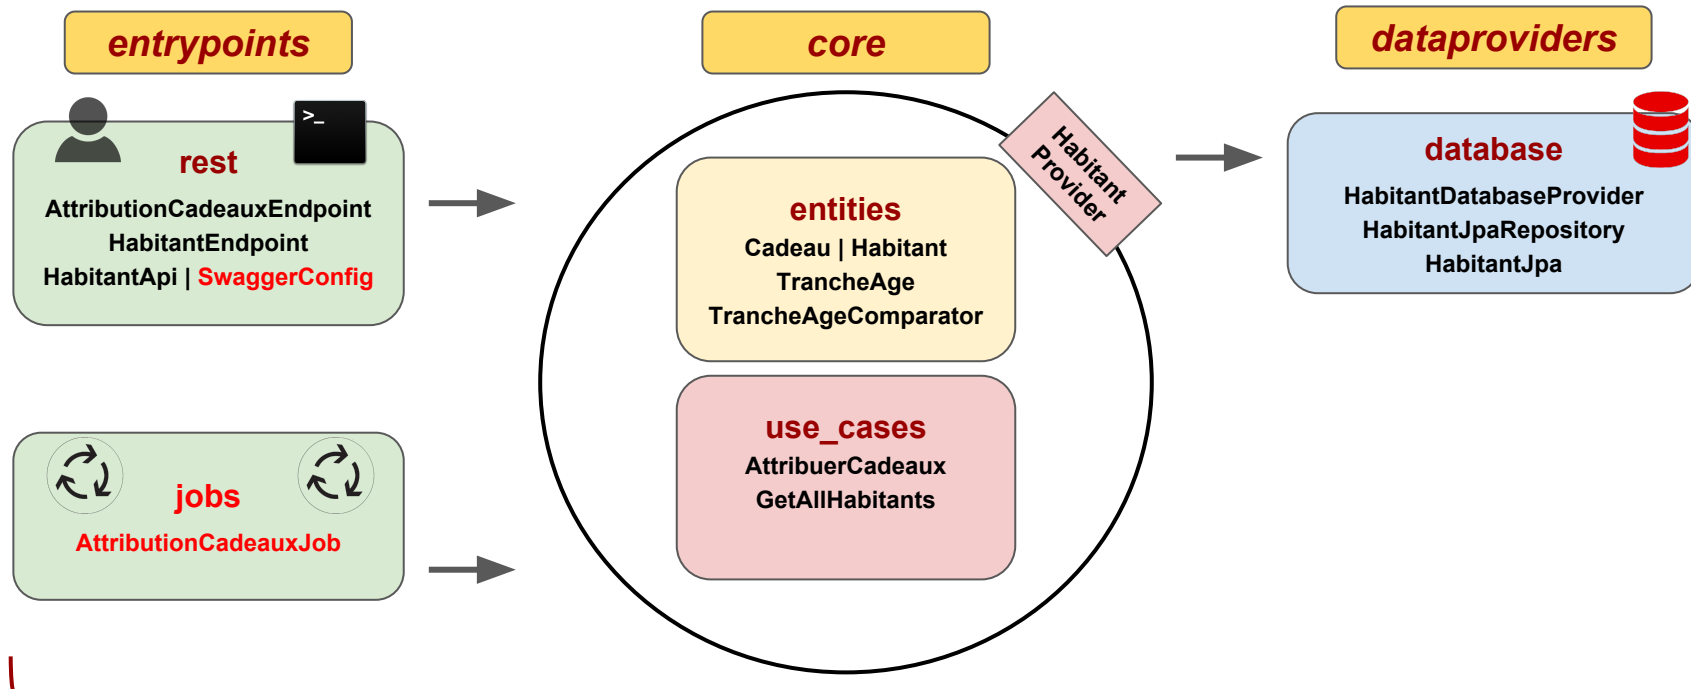 entrypoints
core
dataproviders
>_
rest
AttributionCadeauxEndpoint
HabitantEndpoint
HabitantApi | SwaggerConfig
jobs
AttributionCadeauxJob
entities
Cadeau | Habitant
TrancheAge
TrancheAgeComparator
use_cases
AttribuerCadeaux
GetAllHabitants
Habitant
Provider
database
HabitantDatabaseProvider
HabitantJpaRepository
HabitantJpa